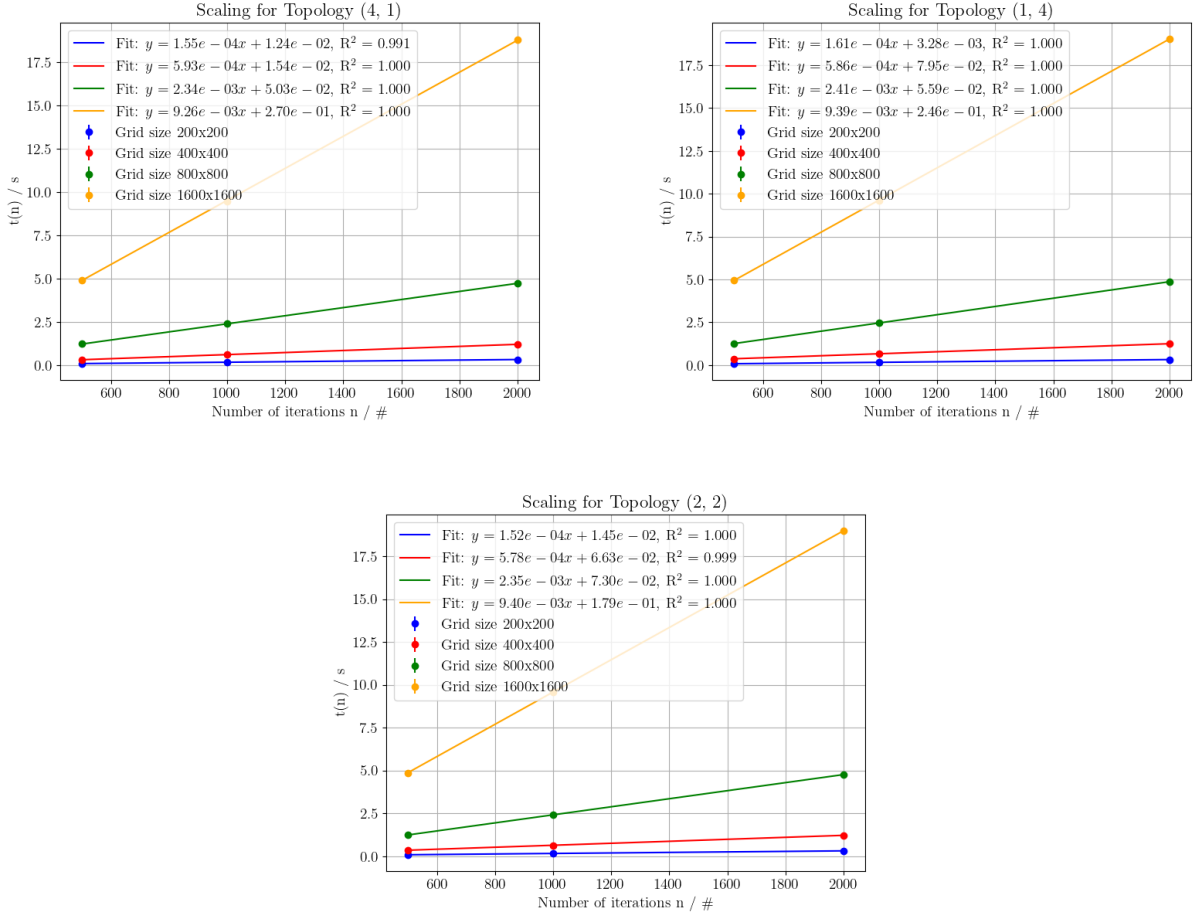 Scaling for Topology (4, 1)
Fit: y = 1.55e − 04x + 1.24e − 02, R² = 0.991
Fit: y = 5.93e − 04x + 1.54e − 02, R² = 1.000
Fit: y = 2.34e − 03x + 5.03e − 02, R² = 1.000
Fit: y = 9.26e − 03x + 2.70e − 01, R² = 1.000
Grid size 200x200
Grid size 400x400
Grid size 800x800
Grid size 1600x1600
17.5
15.0
12.5
10.0
7.5
5.0
2.5
0.0
t(n) / s
600 800 1000 1200 1400 1600 1800 2000
Number of iterations n / #
Scaling for Topology (1, 4)
Fit: y = 1.61e − 04x + 3.28e − 03, R² = 1.000
Fit: y = 5.86e − 04x + 7.95e − 02, R² = 1.000
Fit: y = 2.41e − 03x + 5.59e − 02, R² = 1.000
Fit: y = 9.39e − 03x + 2.46e − 01, R² = 1.000
Grid size 200x200
Grid size 400x400
Grid size 800x800
Grid size 1600x1600
17.5
15.0
12.5
10.0
7.5
5.0
2.5
0.0
t(n) / s
600 800 1000 1200 1400 1600 1800 2000
Number of iterations n / #
Scaling for Topology (2, 2)
Fit: y = 1.52e − 04x + 1.45e − 02, R² = 1.000
Fit: y = 5.78e − 04x + 6.63e − 02, R² = 0.999
Fit: y = 2.35e − 03x + 7.30e − 02, R² = 1.000
Fit: y = 9.40e − 03x + 1.79e − 01, R² = 1.000
Grid size 200x200
Grid size 400x400
Grid size 800x800
Grid size 1600x1600
17.5
15.0
12.5
10.0
7.5
5.0
2.5
0.0
t(n) / s
600 800 1000 1200 1400 1600 1800 2000
Number of iterations n / #